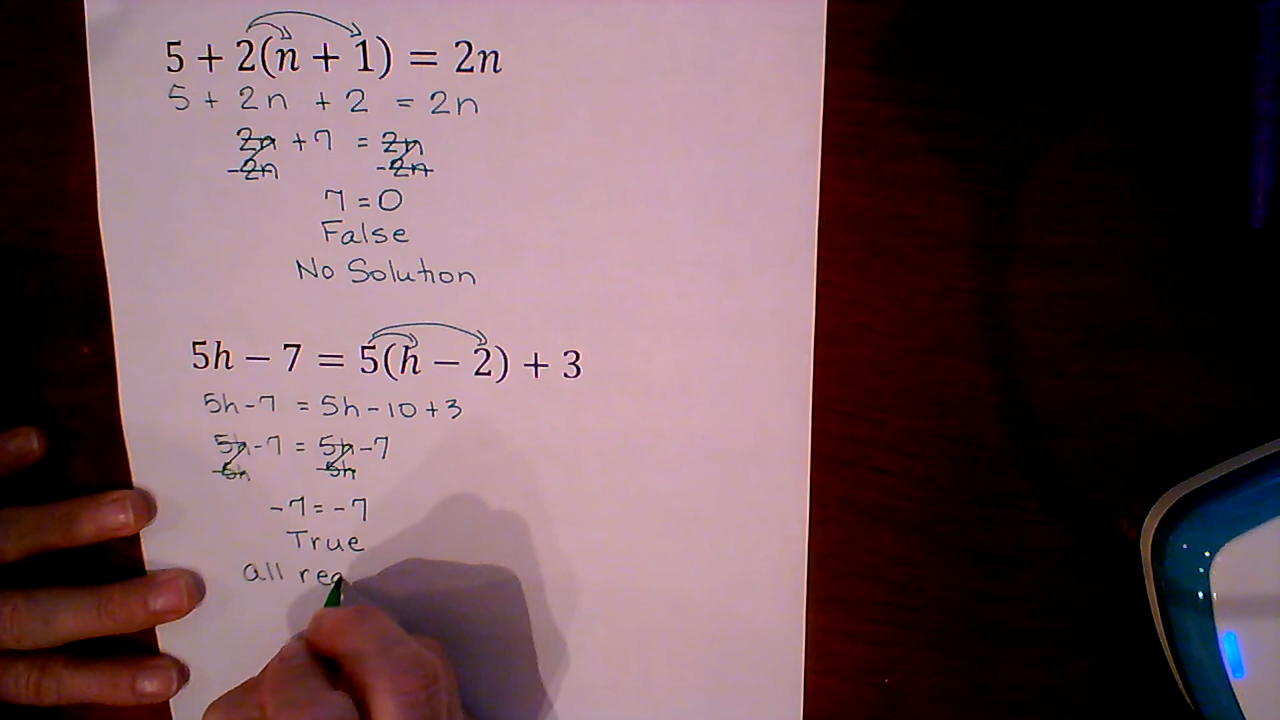 5 + 2(n + 1) = 2n
5 + 2n + 2 = 2n
2n + 7 = 2n
-2n -2n
7 = 0
False
No Solution
5h − 7 = 5(h − 2) + 3
5h - 7 = 5h - 10 + 3
5h - 7 = 5h - 7
-5h -5h
-7 = -7
True
all rea